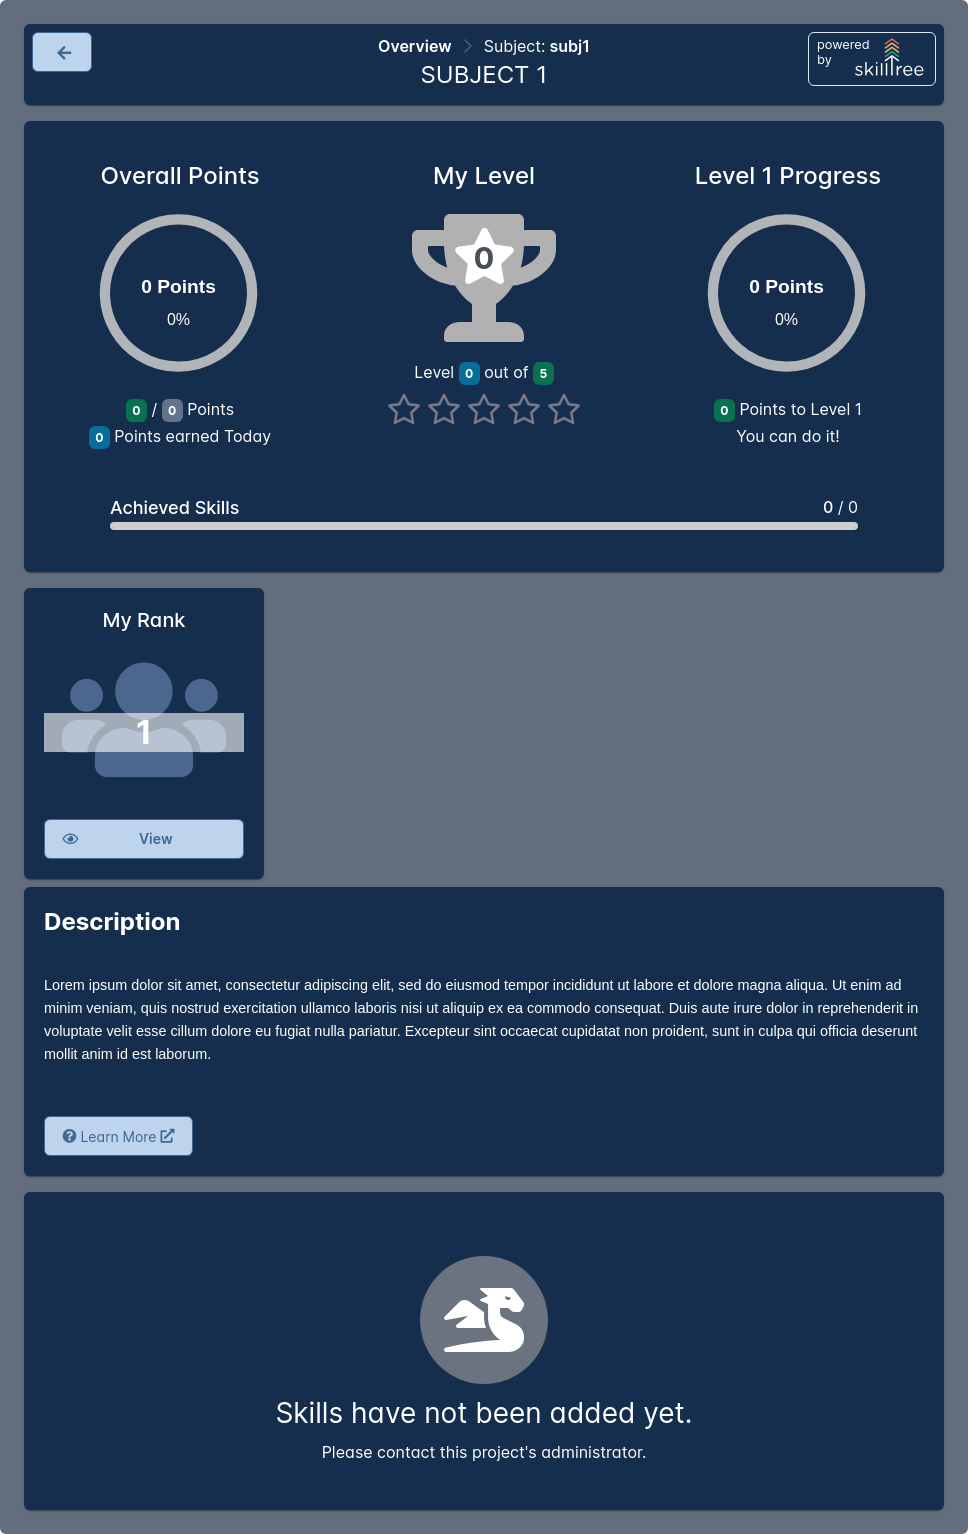 Overview Subject: subj1
SUBJECT 1
powered by skilltree
Overall Points
0 Points
0%
0 / 0 Points
0 Points earned Today
My Level
0
Level 0 out of 5
Level 1 Progress
0 Points
0%
0 Points to Level 1
You can do it!
Achieved Skills 0 / 0
My Rank
1
View
Description
Lorem ipsum dolor sit amet, consectetur adipiscing elit, sed do eiusmod tempor incididunt ut labore et dolore magna aliqua. Ut enim ad
minim veniam, quis nostrud exercitation ullamco laboris nisi ut aliquip ex ea commodo consequat. Duis aute irure dolor in reprehenderit in
voluptate velit esse cillum dolore eu fugiat nulla pariatur. Excepteur sint occaecat cupidatat non proident, sunt in culpa qui officia deserunt
mollit anim id est laborum.
Learn More
Skills have not been added yet.
Please contact this project's administrator.